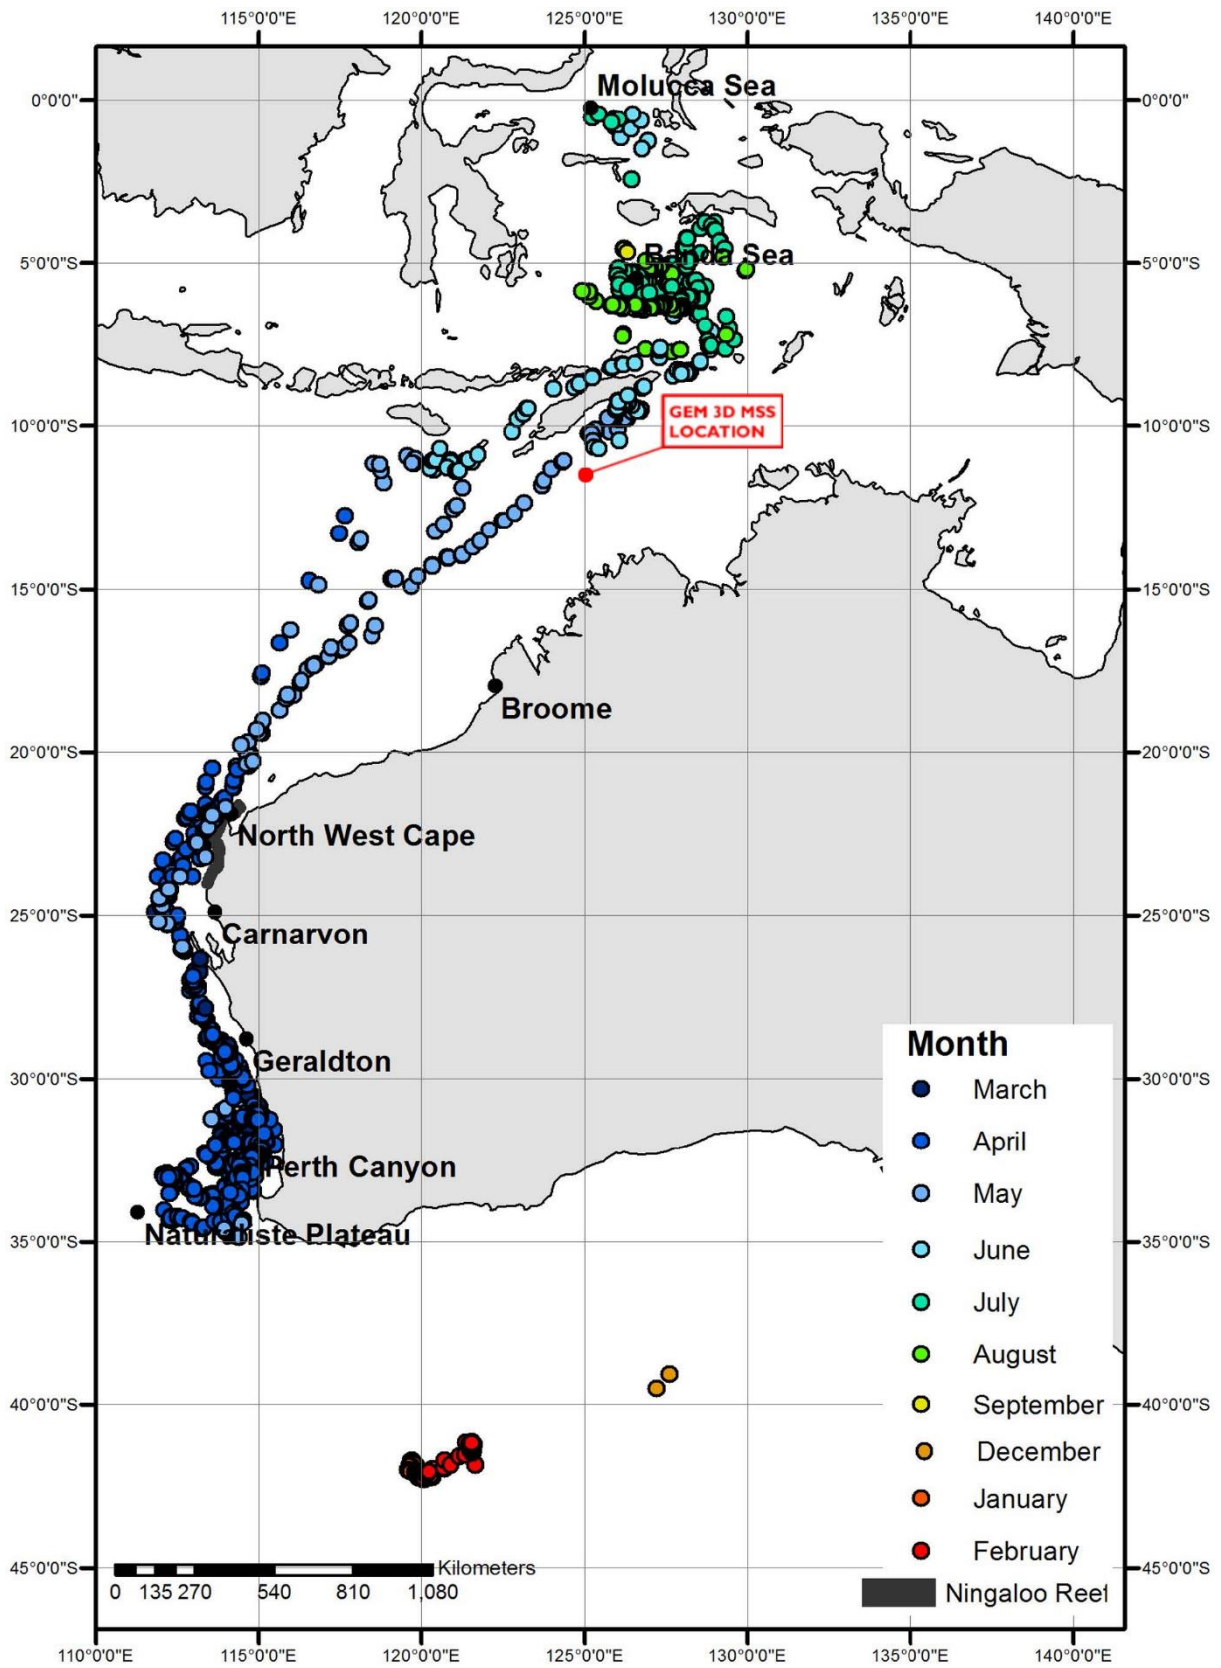 110°0'0"E 115°0'0"E 120°0'0"E 125°0'0"E 130°0'0"E 135°0'0"E 140°0'0"E
0°0'0" Molucca Sea 0°0'0"
5°0'0"S Banda Sea 5°0'0"S
GEM 3D MSS
LOCATION
10°0'0"S 10°0'0"S
15°0'0"S 15°0'0"S
Broome
20°0'0"S 20°0'0"S
North West Cape
25°0'0"S 25°0'0"S
Carnarvon
Geraldton
30°0'0"S 30°0'0"S
Perth Canyon
Naturaliste Plateau
35°0'0"S 35°0'0"S
40°0'0"S 40°0'0"S
45°0'0"S 45°0'0"S
Month
March
April
May
June
July
August
September
December
January
February
Ningaloo Reef
Kilometers
0 135 270 540 810 1,080
110°0'0"E 115°0'0"E 120°0'0"E 125°0'0"E 130°0'0"E 135°0'0"E 140°0'0"E